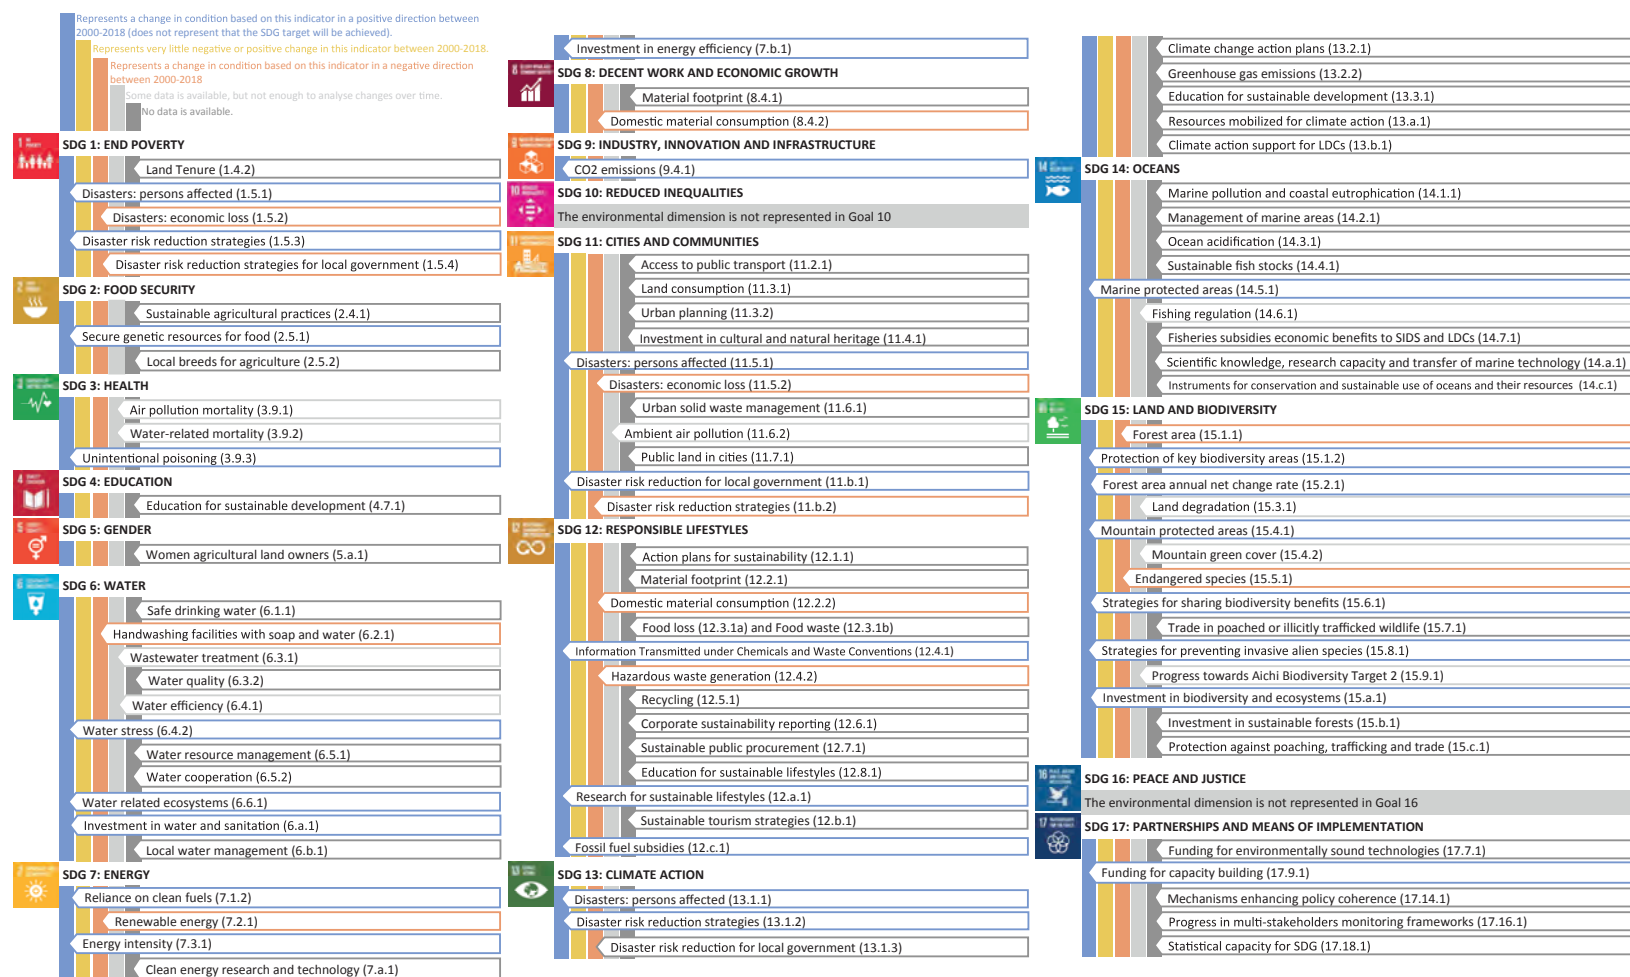 Represents a change in condition based on this indicator in a positive direction between
2000-2018 (does not represent that the SDG target will be achieved).
Represents very little negative or positive change in this indicator between 2000-2018.
Represents a change in condition based on this indicator in a negative direction
between 2000-2018
Some data is available, but not enough to analyse changes over time.
No data is available.
1
SDG 1: END POVERTY
Land Tenure (1.4.2)
Disasters: persons affected (1.5.1)
Disasters: economic loss (1.5.2)
Disaster risk reduction strategies (1.5.3)
Disaster risk reduction strategies for local government (1.5.4)
2
SDG 2: FOOD SECURITY
Sustainable agricultural practices (2.4.1)
Secure genetic resources for food (2.5.1)
Local breeds for agriculture (2.5.2)
SDG 3: HEALTH
Air pollution mortality (3.9.1)
Water-related mortality (3.9.2)
Unintentional poisoning (3.9.3)
4
SDG 4: EDUCATION
Education for sustainable development (4.7.1)
5
SDG 5: GENDER
Women agricultural land owners (5.a.1)
6
SDG 6: WATER
Safe drinking water (6.1.1)
Handwashing facilities with soap and water (6.2.1)
Wastewater treatment (6.3.1)
Water quality (6.3.2)
Water efficiency (6.4.1)
Water stress (6.4.2)
Water resource management (6.5.1)
Water cooperation (6.5.2)
Water related ecosystems (6.6.1)
Investment in water and sanitation (6.a.1)
Local water management (6.b.1)
SDG 7: ENERGY
Reliance on clean fuels (7.1.2)
Renewable energy (7.2.1)
Energy intensity (7.3.1)
Clean energy research and technology (7.a.1)
Investment in energy efficiency (7.b.1)
8
SDG 8: DECENT WORK AND ECONOMIC GROWTH
Material footprint (8.4.1)
Domestic material consumption (8.4.2)
SDG 9: INDUSTRY, INNOVATION AND INFRASTRUCTURE
CO2 emissions (9.4.1)
10
SDG 10: REDUCED INEQUALITIES
The environmental dimension is not represented in Goal 10
11
SDG 11: CITIES AND COMMUNITIES
Access to public transport (11.2.1)
Land consumption (11.3.1)
Urban planning (11.3.2)
Investment in cultural and natural heritage (11.4.1)
Disasters: persons affected (11.5.1)
Disasters: economic loss (11.5.2)
Urban solid waste management (11.6.1)
Ambient air pollution (11.6.2)
Public land in cities (11.7.1)
Disaster risk reduction for local government (11.b.1)
Disaster risk reduction strategies (11.b.2)
12
SDG 12: RESPONSIBLE LIFESTYLES
Action plans for sustainability (12.1.1)
Material footprint (12.2.1)
Domestic material consumption (12.2.2)
Food loss (12.3.1a) and Food waste (12.3.1b)
Information Transmitted under Chemicals and Waste Conventions (12.4.1)
Hazardous waste generation (12.4.2)
Recycling (12.5.1)
Corporate sustainability reporting (12.6.1)
Sustainable public procurement (12.7.1)
Education for sustainable lifestyles (12.8.1)
Research for sustainable lifestyles (12.a.1)
Sustainable tourism strategies (12.b.1)
Fossil fuel subsidies (12.c.1)
13
SDG 13: CLIMATE ACTION
Disasters: persons affected (13.1.1)
Disaster risk reduction strategies (13.1.2)
Disaster risk reduction for local government (13.1.3)
Climate change action plans (13.2.1)
Greenhouse gas emissions (13.2.2)
Education for sustainable development (13.3.1)
Resources mobilized for climate action (13.a.1)
Climate action support for LDCs (13.b.1)
14
SDG 14: OCEANS
Marine pollution and coastal eutrophication (14.1.1)
Management of marine areas (14.2.1)
Ocean acidification (14.3.1)
Sustainable fish stocks (14.4.1)
Marine protected areas (14.5.1)
Fishing regulation (14.6.1)
Fisheries subsidies economic benefits to SIDS and LDCs (14.7.1)
Scientific knowledge, research capacity and transfer of marine technology (14.a.1)
Instruments for conservation and sustainable use of oceans and their resources (14.c.1)
SDG 15: LAND AND BIODIVERSITY
Forest area (15.1.1)
Protection of key biodiversity areas (15.1.2)
Forest area annual net change rate (15.2.1)
Land degradation (15.3.1)
Mountain protected areas (15.4.1)
Mountain green cover (15.4.2)
Endangered species (15.5.1)
Strategies for sharing biodiversity benefits (15.6.1)
Trade in poached or illicitly trafficked wildlife (15.7.1)
Strategies for preventing invasive alien species (15.8.1)
Progress towards Aichi Biodiversity Target 2 (15.9.1)
Investment in biodiversity and ecosystems (15.a.1)
Investment in sustainable forests (15.b.1)
Protection against poaching, trafficking and trade (15.c.1)
16
SDG 16: PEACE AND JUSTICE
The environmental dimension is not represented in Goal 16
17
SDG 17: PARTNERSHIPS AND MEANS OF IMPLEMENTATION
Funding for environmentally sound technologies (17.7.1)
Funding for capacity building (17.9.1)
Mechanisms enhancing policy coherence (17.14.1)
Progress in multi-stakeholders monitoring frameworks (17.16.1)
Statistical capacity for SDG (17.18.1)